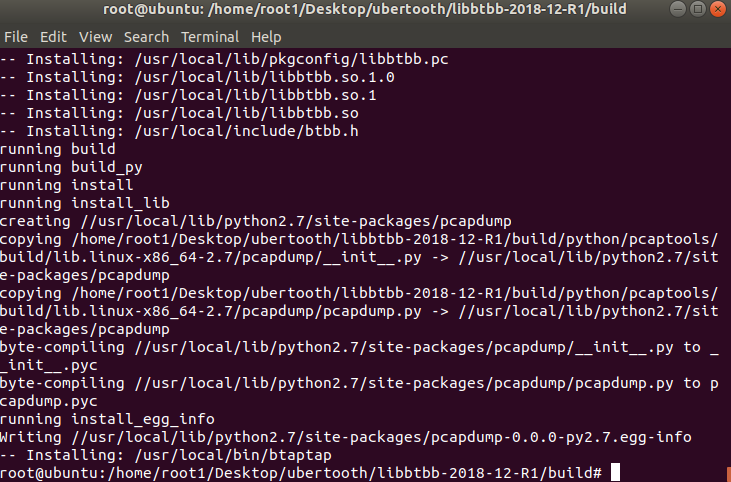 root@ubuntu: /home/root1/Desktop/ubertooth/libbtbb-2018-12-R1/build
File Edit View Search Terminal Help
-- Installing: /usr/local/lib/pkgconfig/libbtbb.pc
-- Installing: /usr/local/lib/libbtbb.so.1.0
-- Installing: /usr/local/lib/libbtbb.so.1
-- Installing: /usr/local/lib/libbtbb.so
-- Installing: /usr/local/include/btbb.h
running build
running build_py
running install
running install_lib
creating //usr/local/lib/python2.7/site-packages/pcapdump
copying /home/root1/Desktop/ubertooth/libbtbb-2018-12-R1/build/python/pcaptools/
build/lib.linux-x86_64-2.7/pcapdump/__init__.py -> //usr/local/lib/python2.7/sit
e-packages/pcapdump
copying /home/root1/Desktop/ubertooth/libbtbb-2018-12-R1/build/python/pcaptools/
build/lib.linux-x86_64-2.7/pcapdump/pcapdump.py -> //usr/local/lib/python2.7/sit
e-packages/pcapdump
byte-compiling //usr/local/lib/python2.7/site-packages/pcapdump/__init__.py to _
_init__.pyc
byte-compiling //usr/local/lib/python2.7/site-packages/pcapdump/pcapdump.py to p
capdump.pyc
running install_egg_info
Writing //usr/local/lib/python2.7/site-packages/pcapdump-0.0.0-py2.7.egg-info
-- Installing: /usr/local/bin/btaptap
root@ubuntu:/home/root1/Desktop/ubertooth/libbtbb-2018-12-R1/build#